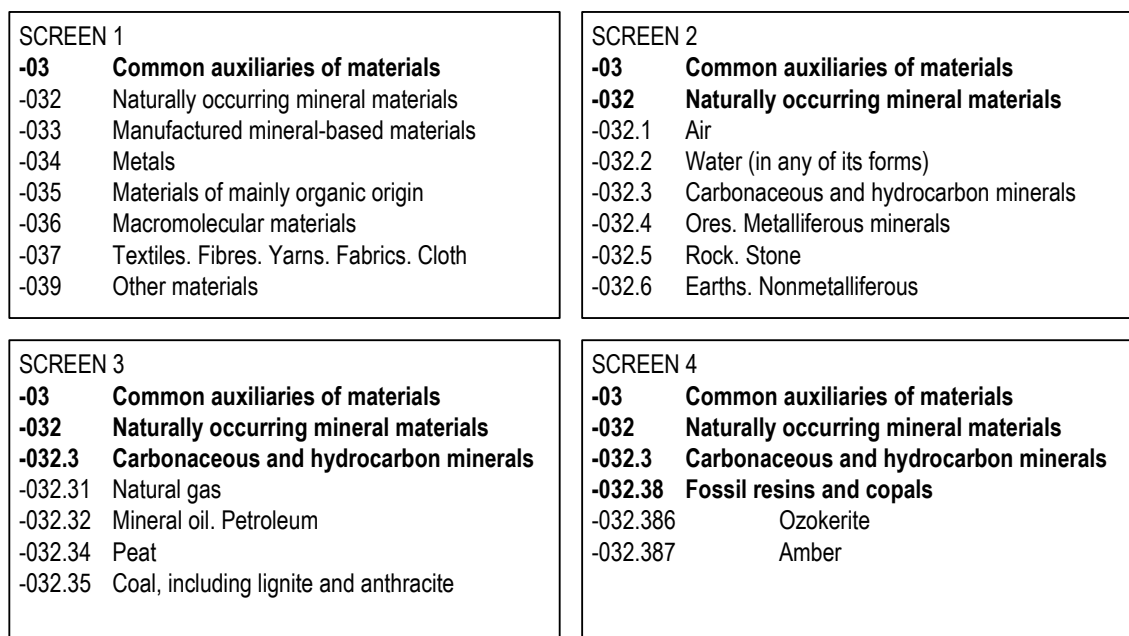 SCREEN 1
-03 Common auxiliaries of materials
-032 Naturally occurring mineral materials
-033 Manufactured mineral-based materials
-034 Metals
-035 Materials of mainly organic origin
-036 Macromolecular materials
-037 Textiles. Fibres. Yarns. Fabrics. Cloth
-039 Other materials
SCREEN 2
-03 Common auxiliaries of materials
-032 Naturally occurring mineral materials
-032.1 Air
-032.2 Water (in any of its forms)
-032.3 Carbonaceous and hydrocarbon minerals
-032.4 Ores. Metalliferous minerals
-032.5 Rock. Stone
-032.6 Earths. Nonmetalliferous
SCREEN 3
-03 Common auxiliaries of materials
-032 Naturally occurring mineral materials
-032.3 Carbonaceous and hydrocarbon minerals
-032.31 Natural gas
-032.32 Mineral oil. Petroleum
-032.34 Peat
-032.35 Coal, including lignite and anthracite
SCREEN 4
-03 Common auxiliaries of materials
-032 Naturally occurring mineral materials
-032.3 Carbonaceous and hydrocarbon minerals
-032.38 Fossil resins and copals
-032.386 Ozokerite
-032.387 Amber